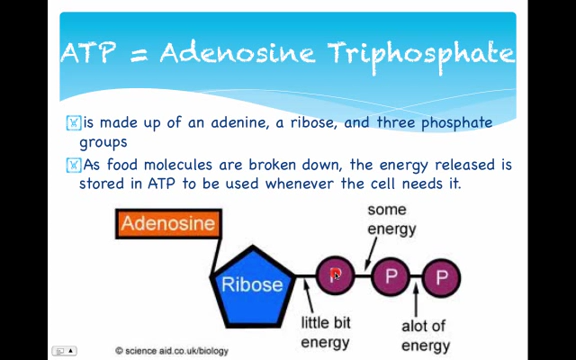 ATP = Adenosine Triphosphate
is made up of an adenine, a ribose, and three phosphate
groups
As food molecules are broken down, the energy released is
stored in ATP to be used whenever the cell needs it.
some
energy
Adenosine
Ribose
P
P
P
little bit
energy
alot of
energy
© science aid.co.uk/biology